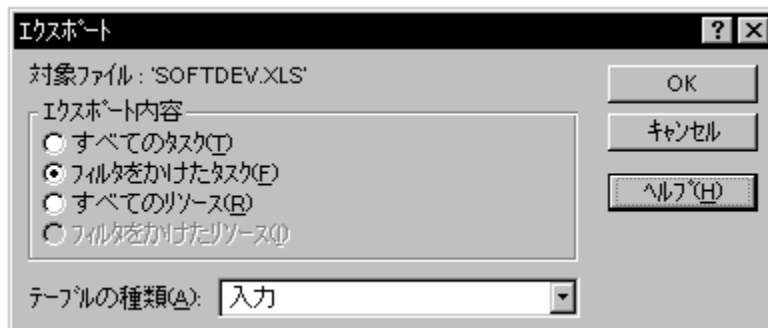 エクスポート
対象ファイル : 'SOFTDEV.XLS'
エクスポート内容
すべてのタスク(T)
フィルタをかけたタスク(F)
すべてのリソース(R)
フィルタをかけたリソース(I)
テーブルの種類(A): 入力
OK
キャンセル
ヘルプ(H)